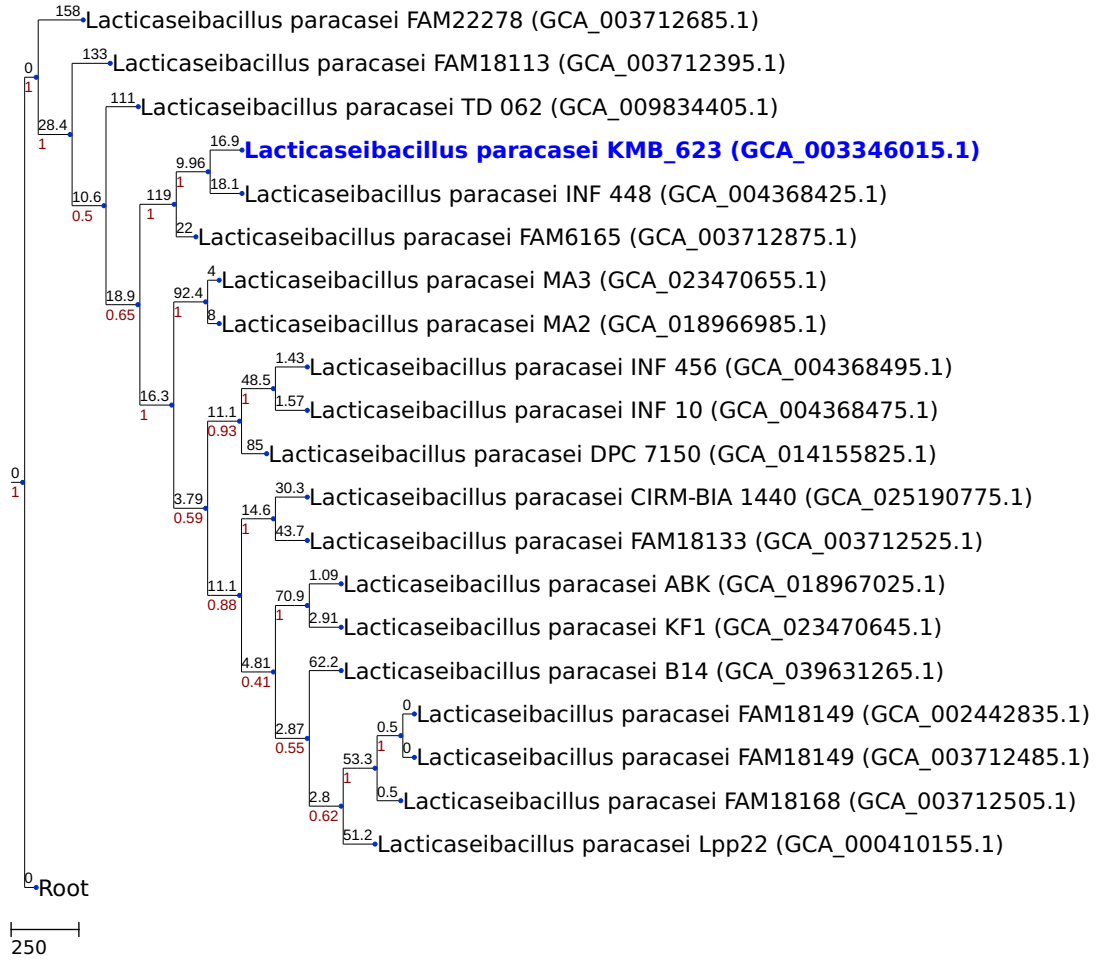 158 Lacticaseibacillus paracasei FAM22278 (GCA_003712685.1)
133 Lacticaseibacillus paracasei FAM18113 (GCA_003712395.1)
0
1
111 Lacticaseibacillus paracasei TD 062 (GCA_009834405.1)
28.4
1
16.9 Lacticaseibacillus paracasei KMB_623 (GCA_003346015.1)
9.96
1
18.1 Lacticaseibacillus paracasei INF 448 (GCA_004368425.1)
10.6
0.5
119
1
22 Lacticaseibacillus paracasei FAM6165 (GCA_003712875.1)
4 Lacticaseibacillus paracasei MA3 (GCA_023470655.1)
18.9
0.65
92.4
1
8 Lacticaseibacillus paracasei MA2 (GCA_018966985.1)
1.43 Lacticaseibacillus paracasei INF 456 (GCA_004368495.1)
48.5
1
16.3
1
1.57 Lacticaseibacillus paracasei INF 10 (GCA_004368475.1)
11.1
0.93
85 Lacticaseibacillus paracasei DPC 7150 (GCA_014155825.1)
0
1
30.3 Lacticaseibacillus paracasei CIRM-BIA 1440 (GCA_025190775.1)
3.79
0.59
14.6
1
43.7 Lacticaseibacillus paracasei FAM18133 (GCA_003712525.1)
1.09 Lacticaseibacillus paracasei ABK (GCA_018967025.1)
11.1
0.88
70.9
1
2.91 Lacticaseibacillus paracasei KF1 (GCA_023470645.1)
4.81
0.41
62.2 Lacticaseibacillus paracasei B14 (GCA_039631265.1)
0 Lacticaseibacillus paracasei FAM18149 (GCA_002442835.1)
2.87
0.55
0.5
1
0 Lacticaseibacillus paracasei FAM18149 (GCA_003712485.1)
53.3
1
0.5 Lacticaseibacillus paracasei FAM18168 (GCA_003712505.1)
2.8
0.62
51.2 Lacticaseibacillus paracasei Lpp22 (GCA_000410155.1)
0 Root
250